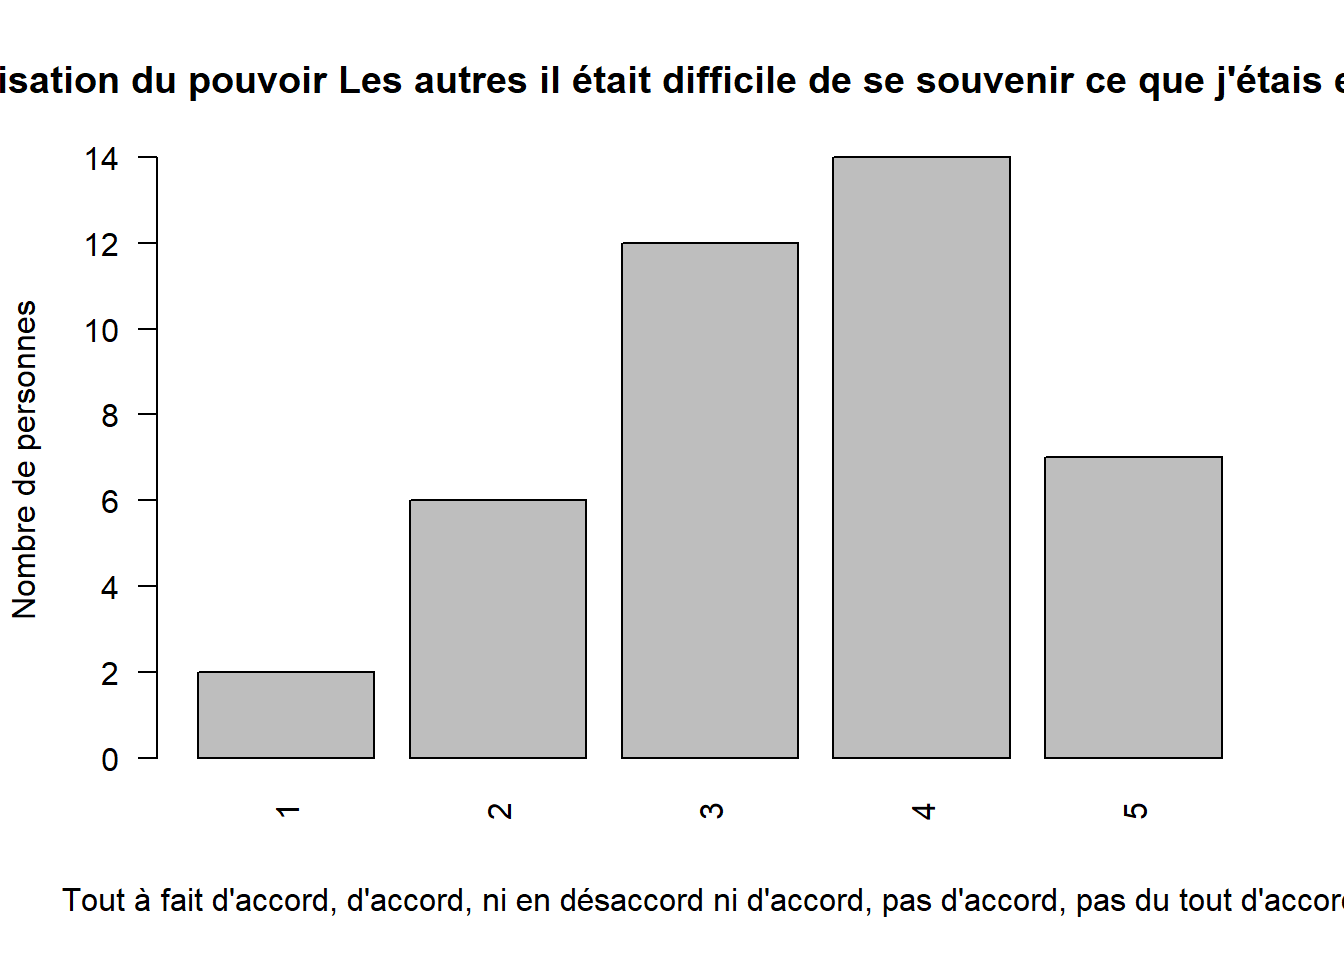 isation du pouvoir Les autres il était difficile de se souvenir ce que j'étais e
14
12
10
8
6
4
2
0
Nombre de personnes
1 2 3 4 5
Tout à fait d'accord, d'accord, ni en désaccord ni d'accord, pas d'accord, pas du tout d'accord